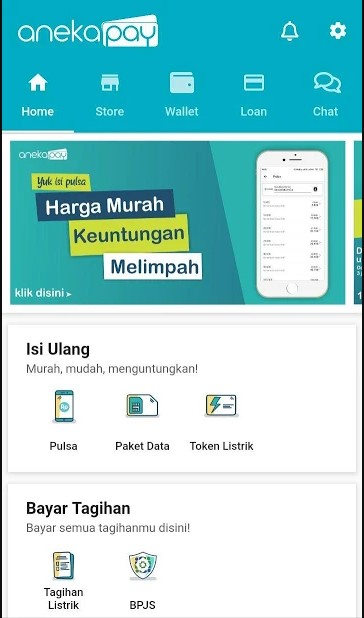 anekapay
Home Store Wallet Loan Chat
anekapay
Yuk isi pulsa
Harga Murah
Keuntungan
Melimpah
klik disini ▸
Pulsa
Isi Ulang
Murah, mudah, menguntungkan!
Pulsa Paket Data Token Listrik
Bayar Tagihan
Bayar semua tagihanmu disini!
Tagihan
Listrik
BPJS